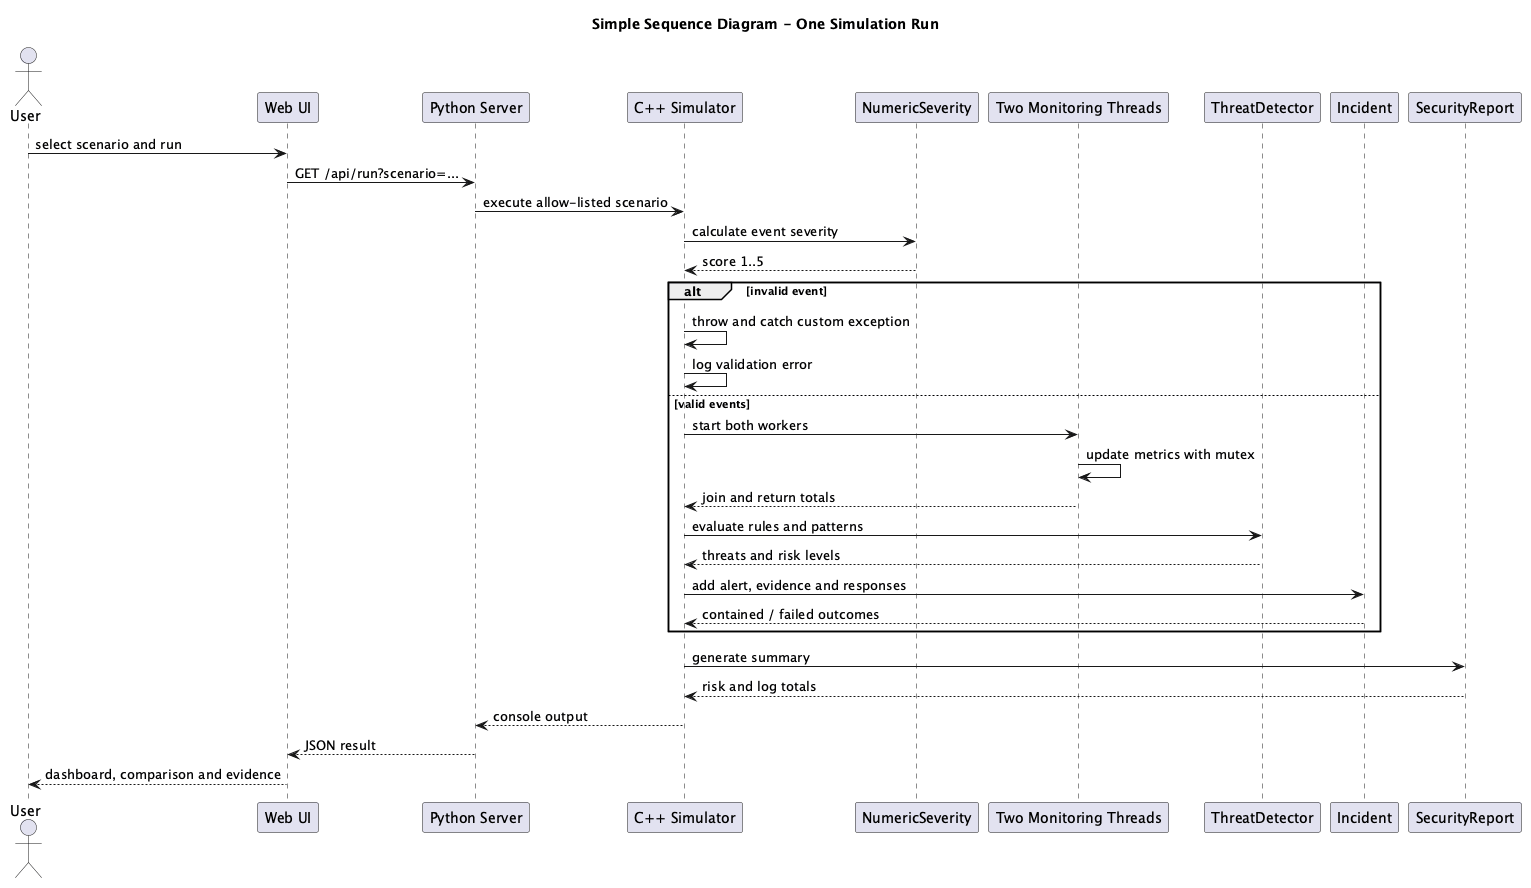 Simple Sequence Diagram - One Simulation Run
User
Web UI
Python Server
C++ Simulator
NumericSeverity
Two Monitoring Threads
ThreatDetector
Incident
SecurityReport
select scenario and run
GET /api/run?scenario=...
execute allow-listed scenario
calculate event severity
score 1..5
alt [invalid event]
throw and catch custom exception
log validation error
[valid events]
start both workers
update metrics with mutex
join and return totals
evaluate rules and patterns
threats and risk levels
add alert, evidence and responses
contained / failed outcomes
generate summary
risk and log totals
console output
JSON result
dashboard, comparison and evidence
User
Web UI
Python Server
C++ Simulator
NumericSeverity
Two Monitoring Threads
ThreatDetector
Incident
SecurityReport